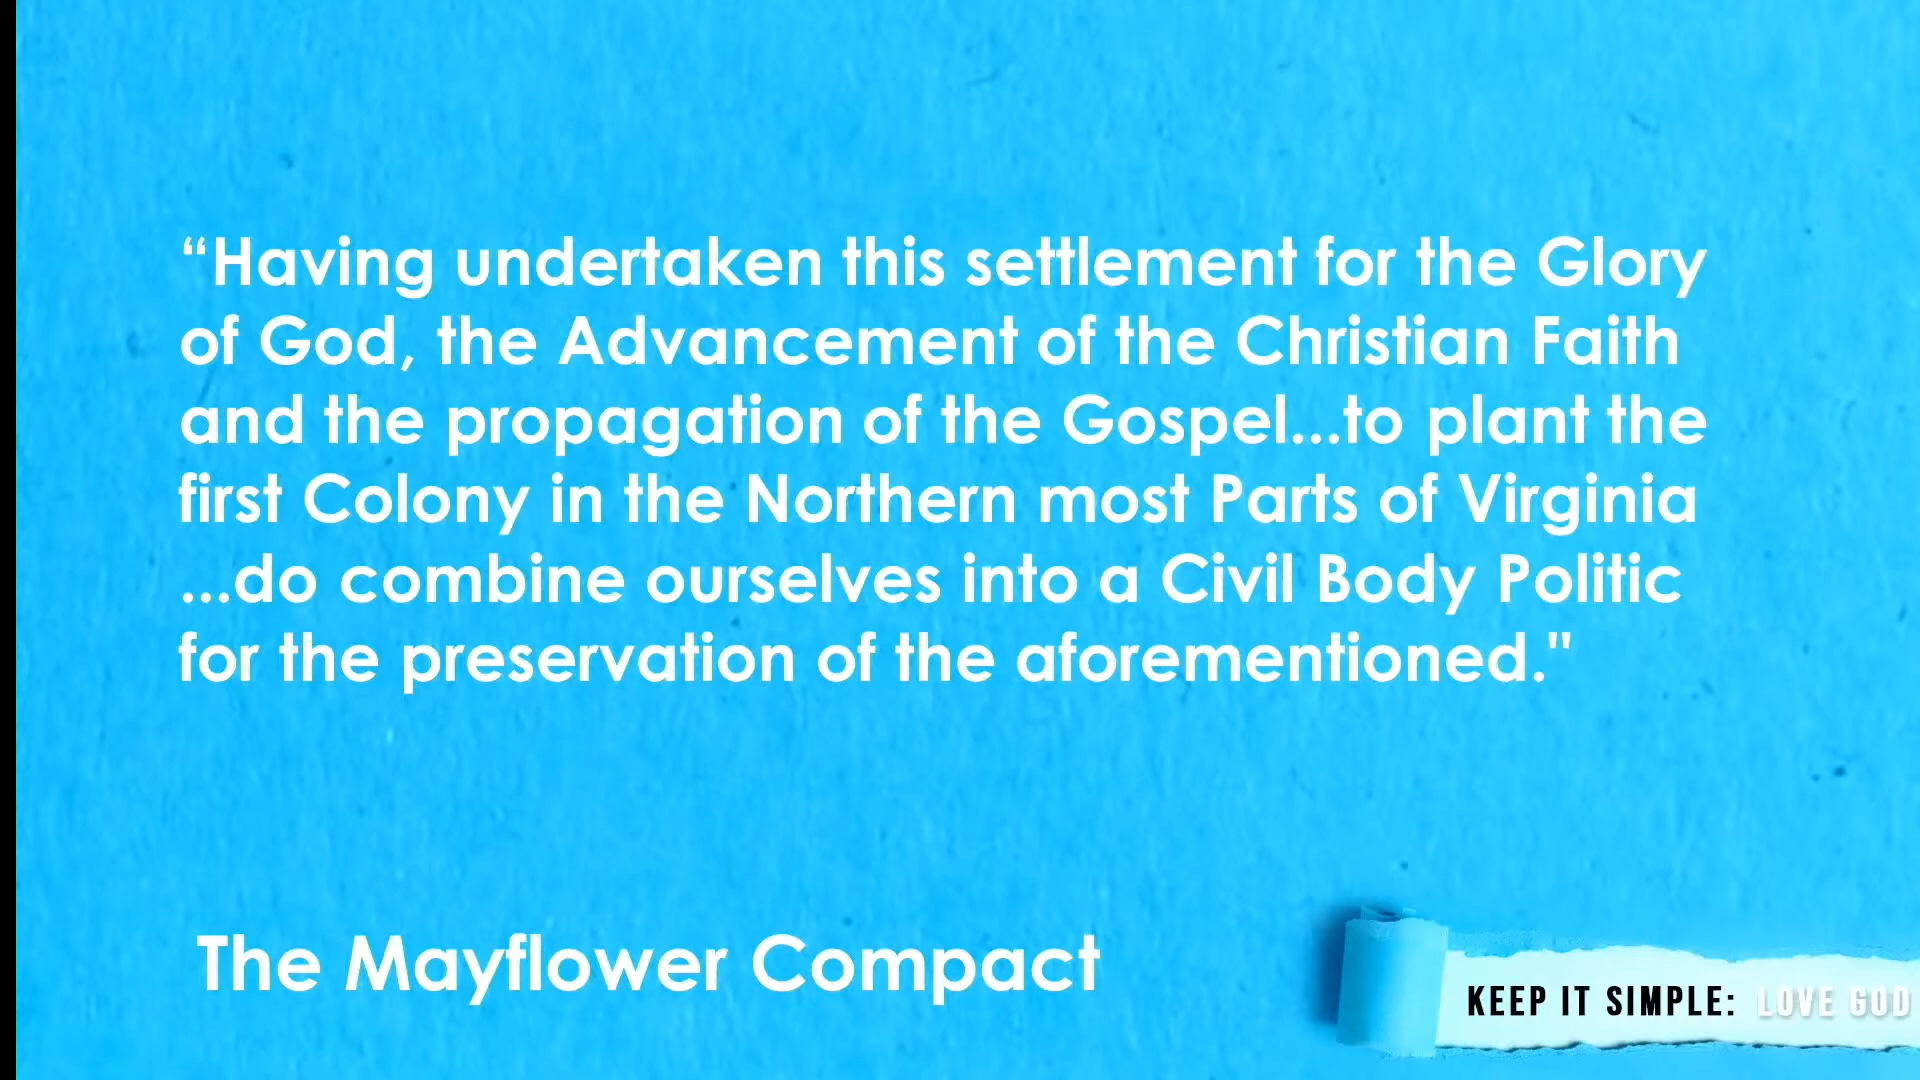 “Having undertaken this settlement for the Glory
of God, the Advancement of the Christian Faith
and the propagation of the Gospel...to plant the
first Colony in the Northern most Parts of Virginia
...do combine ourselves into a Civil Body Politic
for the preservation of the aforementioned."
The Mayflower Compact
KEEP IT SIMPLE: LOVE GOD